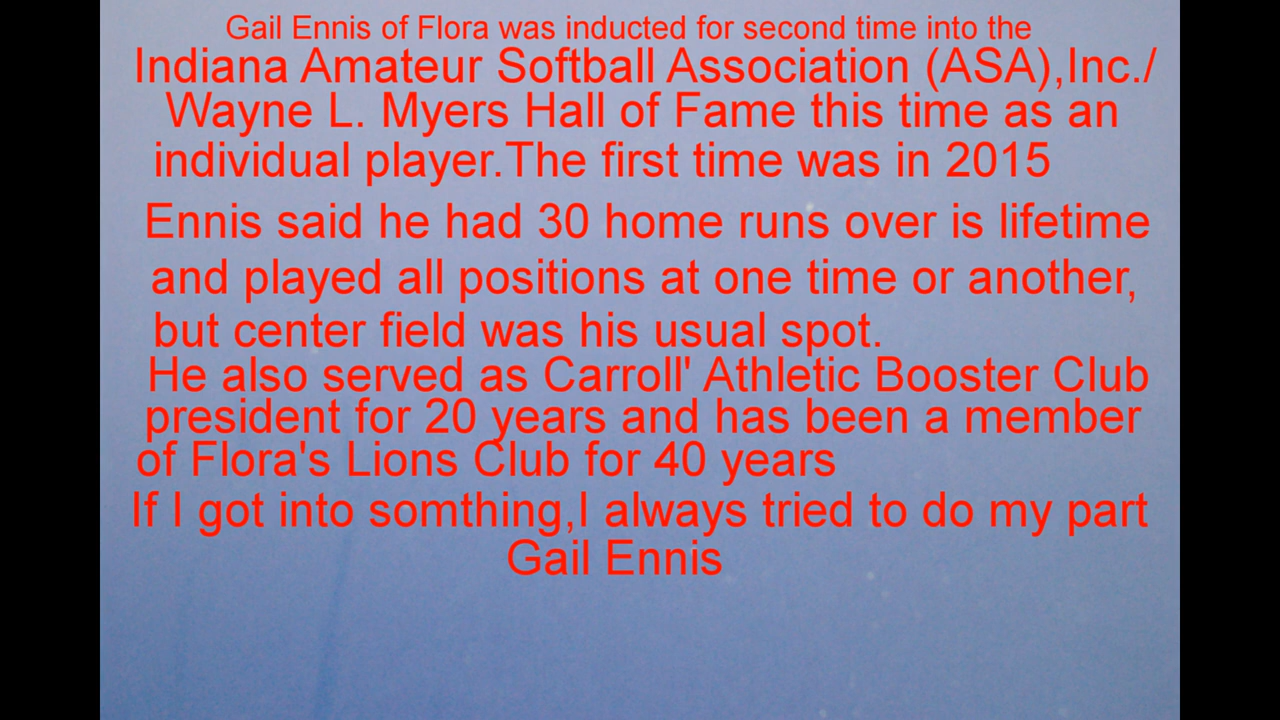 Gail Ennis of Flora was inducted for second time into the
Indiana Amateur Softball Association (ASA),Inc./
Wayne L. Myers Hall of Fame this time as an
individual player.The first time was in 2015
Ennis said he had 30 home runs over is lifetime
and played all positions at one time or another,
but center field was his usual spot.
He also served as Carroll' Athletic Booster Club
president for 20 years and has been a member
of Flora's Lions Club for 40 years
If I got into somthing,I always tried to do my part
Gail Ennis